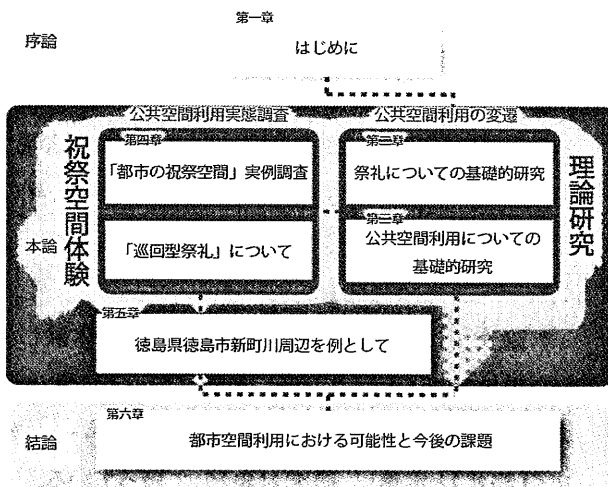 第一章
序論
はじめに
公共空間利用実態調査
公共空間利用の変遷
祝祭空間体験
第四章
「都市の祝祭空間」実例調査
「巡回型祭礼」について
第二章
祭礼についての基礎的研究
第三章
公共空間利用についての
基礎的研究
理論研究
本論
第五章
徳島県徳島市新町川周辺を例として
第六章
結論
都市空間利用における可能性と今後の課題